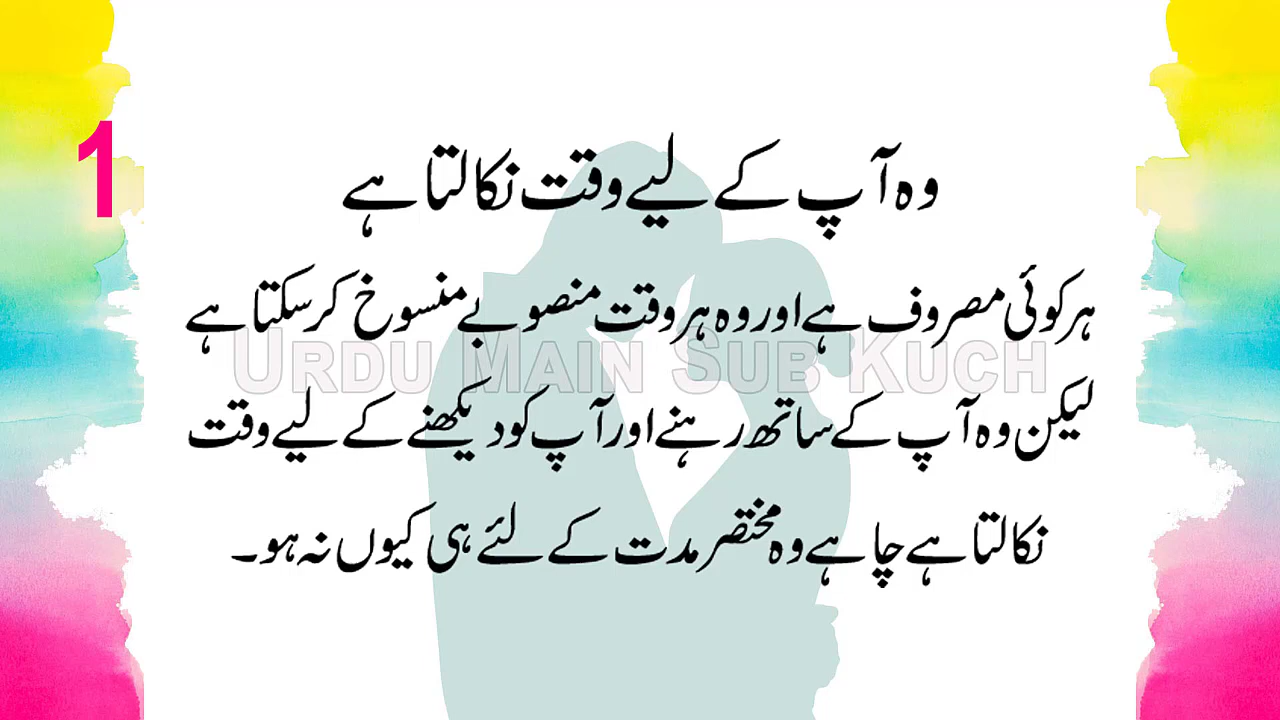 1
وہ آپ کے لیے وقت نکالتا ہے
ہر کوئی مصروف ہے اور وہ ہر وقت منصوبے منسوخ کر سکتا ہے
URDU MAIN SUB KUCH
لیکن وہ آپ کے ساتھ رہنے اور آپ کو دیکھنے کے لیے وقت
نکالتا ہے چاہے وہ مختصر مدت کے لئے ہی کیوں نہ ہو۔